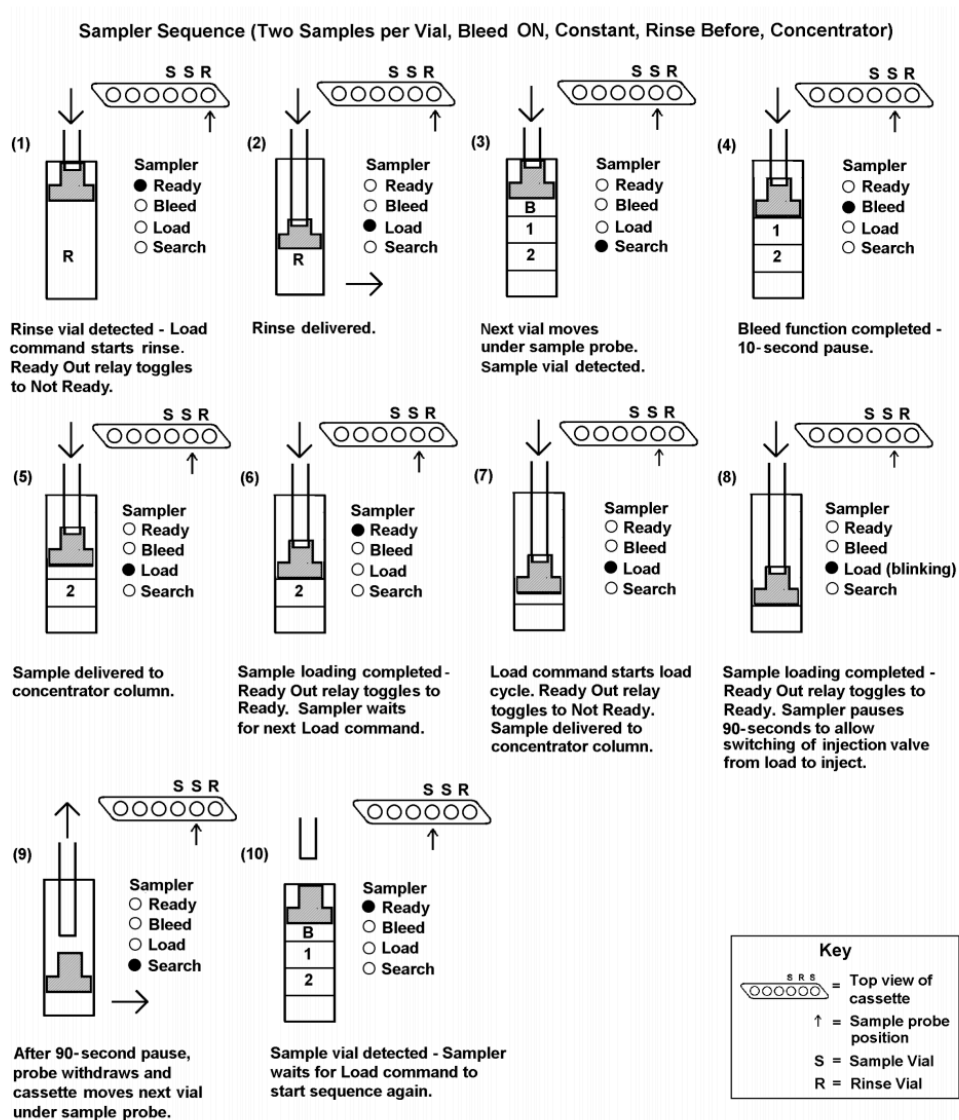 Sampler Sequence (Two Samples per Vial, Bleed ON, Constant, Rinse Before, Concentrator)
S S R
(1)
Sampler
Ready
Bleed
Load
Search
R
Rinse vial detected - Load
command starts rinse.
Ready Out relay toggles
to Not Ready.
S S R
(2)
Sampler
Ready
Bleed
Load
Search
R
Rinse delivered.
S S R
(3)
Sampler
Ready
Bleed
Load
Search
B
1
2
Next vial moves
under sample probe.
Sample vial detected.
S S R
(4)
Sampler
Ready
Bleed
Load
Search
1
2
Bleed function completed -
10-second pause.
S S R
(5)
Sampler
Ready
Bleed
Load
Search
2
Sample delivered to
concentrator column.
S S R
(6)
Sampler
Ready
Bleed
Load
Search
2
Sample loading completed -
Ready Out relay toggles to
Ready. Sampler waits
for next Load command.
S S R
(7)
Sampler
Ready
Bleed
Load
Search
Load command starts load
cycle. Ready Out relay
toggles to Not Ready.
Sample delivered to
concentrator column.
S S R
(8)
Sampler
Ready
Bleed
Load (blinking)
Search
Sample loading completed -
Ready Out relay toggles to
Ready. Sampler pauses
90-seconds to allow
switching of injection valve
from load to inject.
S S R
(9)
Sampler
Ready
Bleed
Load
Search
After 90-second pause,
probe withdraws and
cassette moves next vial
under sample probe.
S S R
(10)
Sampler
Ready
Bleed
Load
Search
B
1
2
Sample vial detected - Sampler
waits for Load command to
start sequence again.
Key
S R S
= Top view of
cassette
= Sample probe
position
S = Sample Vial
R = Rinse Vial